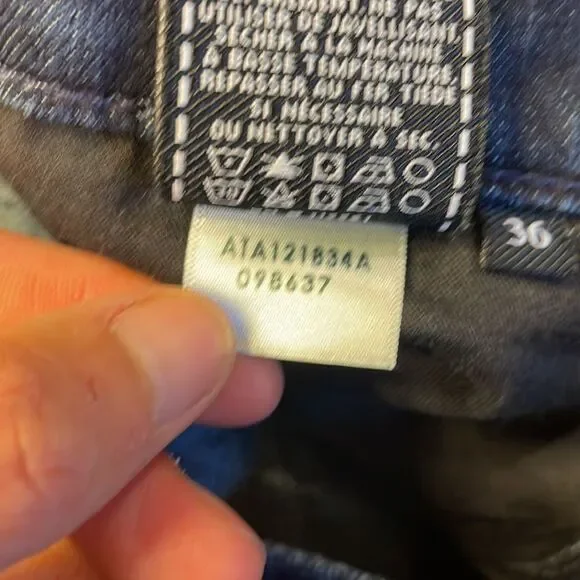 UTILISER DE JAVELLISANT
SÉCHER À LA MACHINE
À BASSE TEMPÉRATURE
REPASSER AU FER TIÈDE
SI NÉCESSAIRE
OU NETTOYER À SEC.
36
ATA121834A
098637